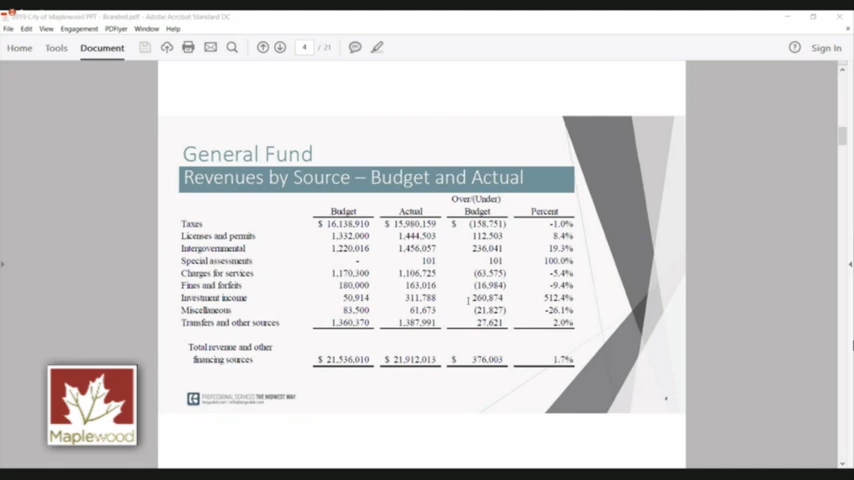 2019 City of Maplewood PPT - Branded.pdf - Adobe Acrobat Standard DC
File Edit View Engagement PDFlyer Window Help
Home Tools Document 4 / 21 Sign In
General Fund
Revenues by Source – Budget and Actual
Over/(Under)
Budget Actual Budget Percent
Taxes $ 16,138,910 $ 15,980,159 $ (158,751) -1.0%
Licenses and permits 1,332,000 1,444,503 112,503 8.4%
Intergovernmental 1,220,016 1,456,057 236,041 19.3%
Special assessments - 101 101 100.0%
Charges for services 1,170,300 1,106,725 (63,575) -5.4%
Fines and forfeits 180,000 163,016 (16,984) -9.4%
Investment income 50,914 311,788 260,874 512.4%
Miscellaneous 83,500 61,673 (21,827) -26.1%
Transfers and other sources 1,360,370 1,387,991 27,621 2.0%
Total revenue and other
financing sources $ 21,536,010 $ 21,912,013 $ 376,003 1.7%
PROFESSIONAL SERVICES THE MIDWEST WAY
Maplewood